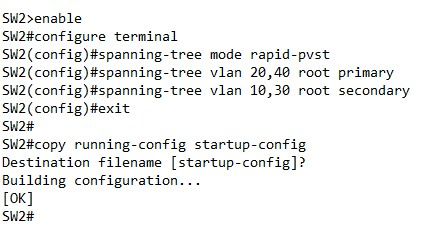 SW2>enable
SW2#configure terminal
SW2(config)#spanning-tree mode rapid-pvst
SW2(config)#spanning-tree vlan 20,40 root primary
SW2(config)#spanning-tree vlan 10,30 root secondary
SW2(config)#exit
SW2#
SW2#copy running-config startup-config
Destination filename [startup-config]?
Building configuration...
[OK]
SW2#